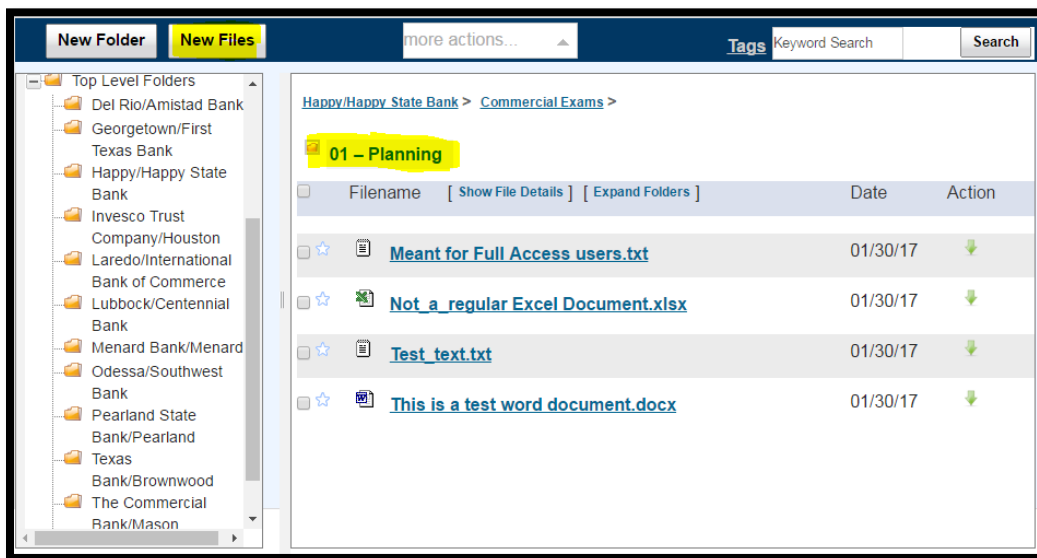 New Folder New Files more actions... Tags Keyword Search Search
Top Level Folders
Del Rio/Amistad Bank
Georgetown/First
Texas Bank
Happy/Happy State
Bank
Invesco Trust
Company/Houston
Laredo/International
Bank of Commerce
Lubbock/Centennial
Bank
Menard Bank/Menard
Odessa/Southwest
Bank
Pearland State
Bank/Pearland
Texas
Bank/Brownwood
The Commercial
Bank/Mason
Happy/Happy State Bank > Commercial Exams >
01 – Planning
Filename [ Show File Details ] [ Expand Folders ] Date Action
Meant for Full Access users.txt 01/30/17
Not_a_regular Excel Document.xlsx 01/30/17
Test_text.txt 01/30/17
This is a test word document.docx 01/30/17